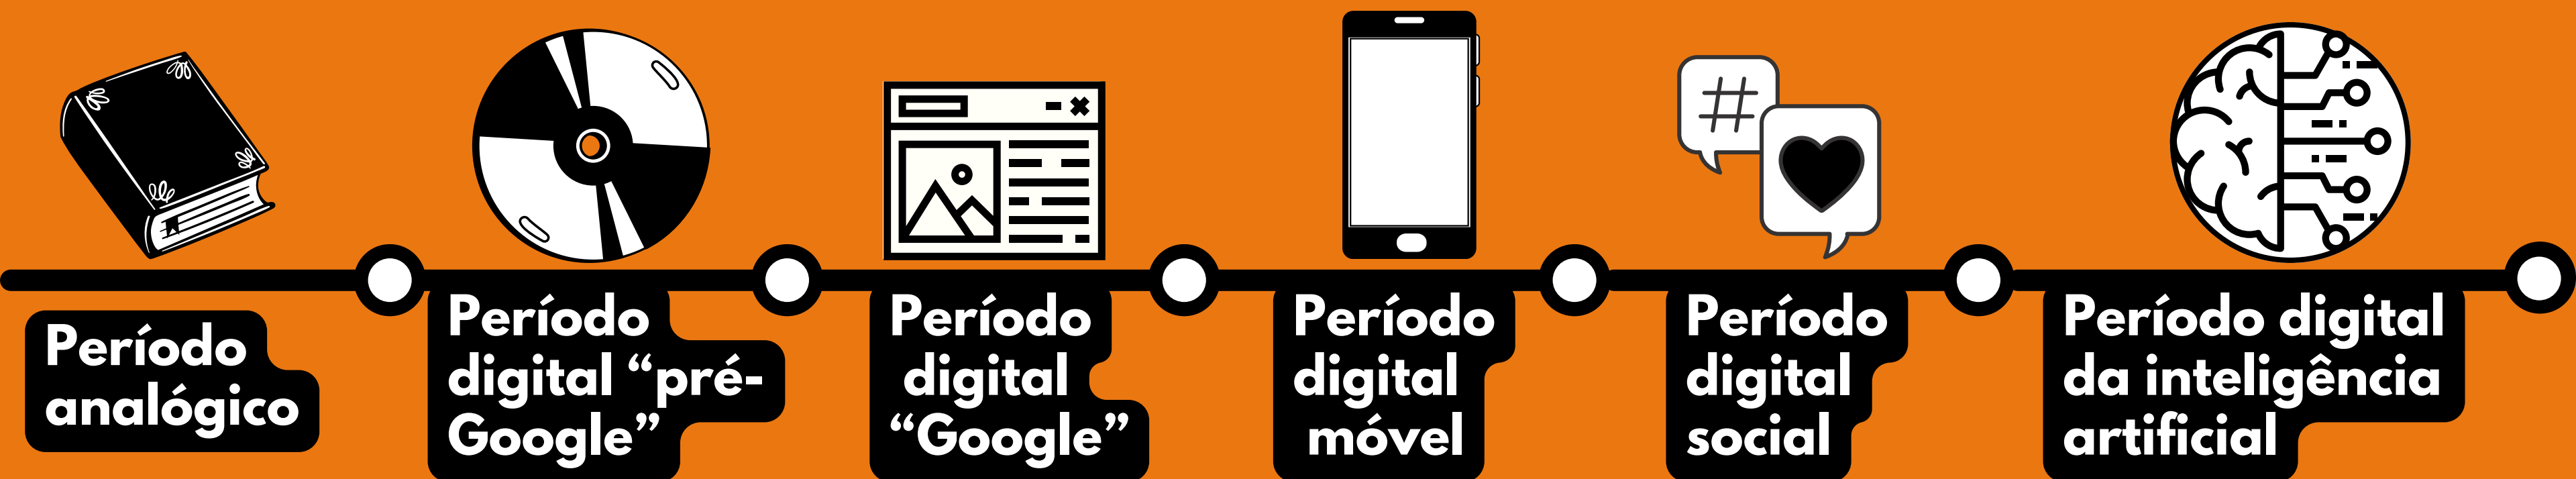 Período
analógico
Período
digital “pré-
Google”
Período
digital
“Google”
Período
digital
móvel
#
Período
digital
social
Período digital
da inteligência
artificial